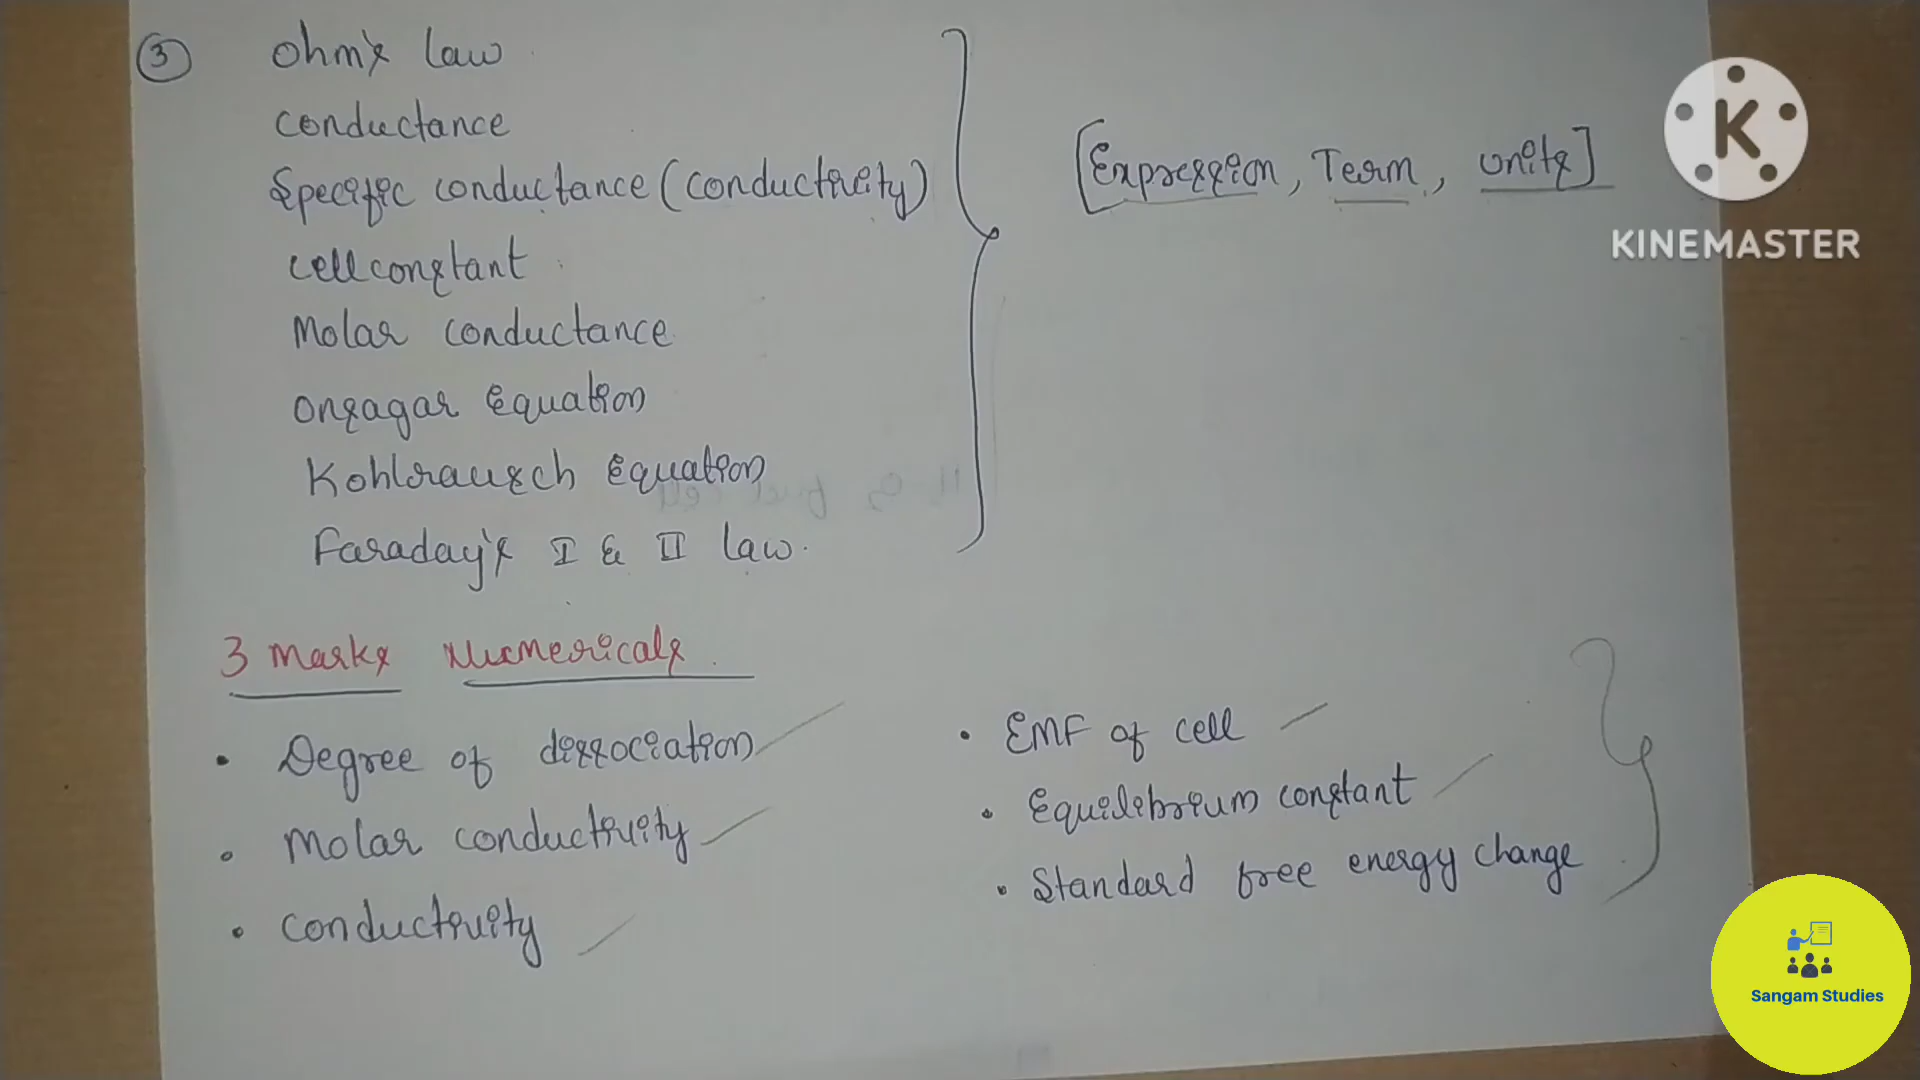 3 Ohm's law
Conductance
Specific conductance (conductivity)
Cell constant
Molar conductance
Onsagar Equation
Kohlrausch Equation
Faraday's I & II law.
[Expression, Term, units]
K
KINEMASTER
3 Marks Numericals
• Degree of dissociation
• Molar conductivity
• Conductivity
• EMF of cell
• Equilibrium constant
• Standard free energy change
Sangam Studies